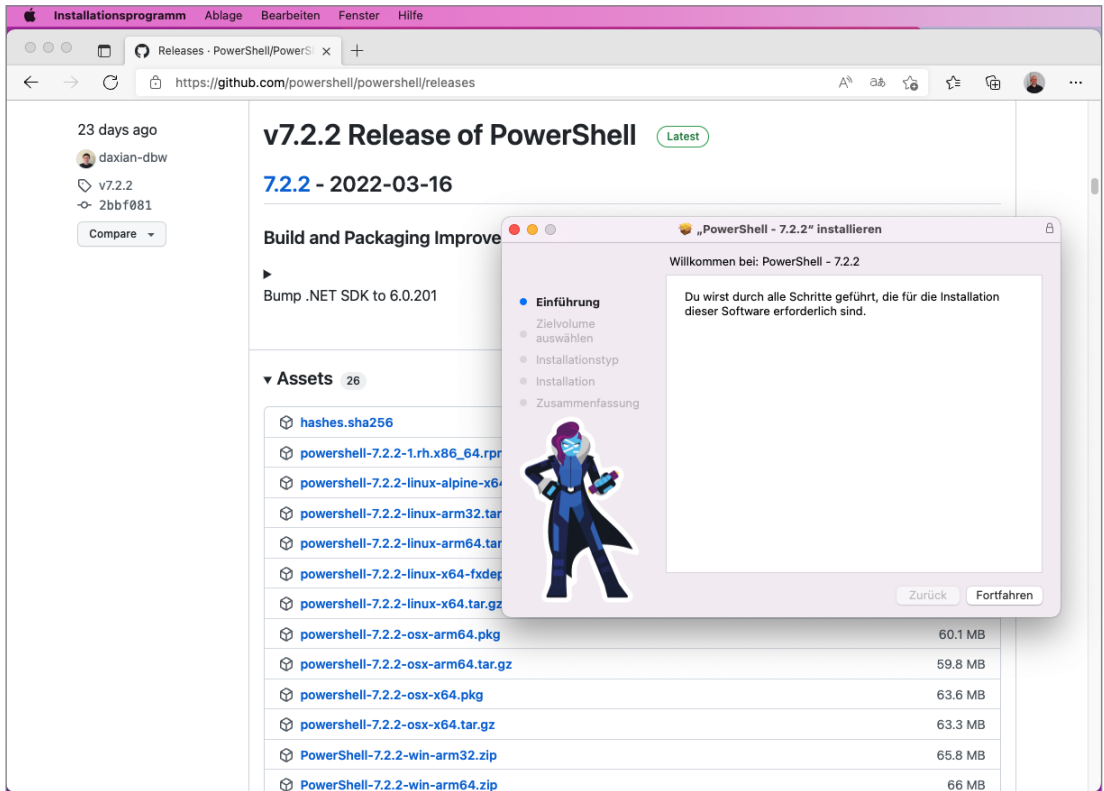 Installationsprogramm Ablage Bearbeiten Fenster Hilfe
Releases · PowerShell/PowerS
https://github.com/powershell/powershell/releases
23 days ago
daxian-dbw
v7.2.2
2bbf081
Compare
v7.2.2 Release of PowerShell Latest
7.2.2 - 2022-03-16
Build and Packaging Improve
Bump .NET SDK to 6.0.201
Assets 26
hashes.sha256
powershell-7.2.2-1.rh.x86_64.rpm
powershell-7.2.2-linux-alpine-x64
powershell-7.2.2-linux-arm32.tar
powershell-7.2.2-linux-arm64.tar
powershell-7.2.2-linux-x64-fxdep
powershell-7.2.2-linux-x64.tar.gz
powershell-7.2.2-osx-arm64.pkg 60.1 MB
powershell-7.2.2-osx-arm64.tar.gz 59.8 MB
powershell-7.2.2-osx-x64.pkg 63.6 MB
powershell-7.2.2-osx-x64.tar.gz 63.3 MB
PowerShell-7.2.2-win-arm32.zip 65.8 MB
PowerShell-7.2.2-win-arm64.zip 66 MB
„PowerShell - 7.2.2“ installieren
Willkommen bei: PowerShell - 7.2.2
Einführung
Zielvolume
auswählen
Installationstyp
Installation
Zusammenfassung
Du wirst durch alle Schritte geführt, die für die Installation
dieser Software erforderlich sind.
Zurück Fortfahren